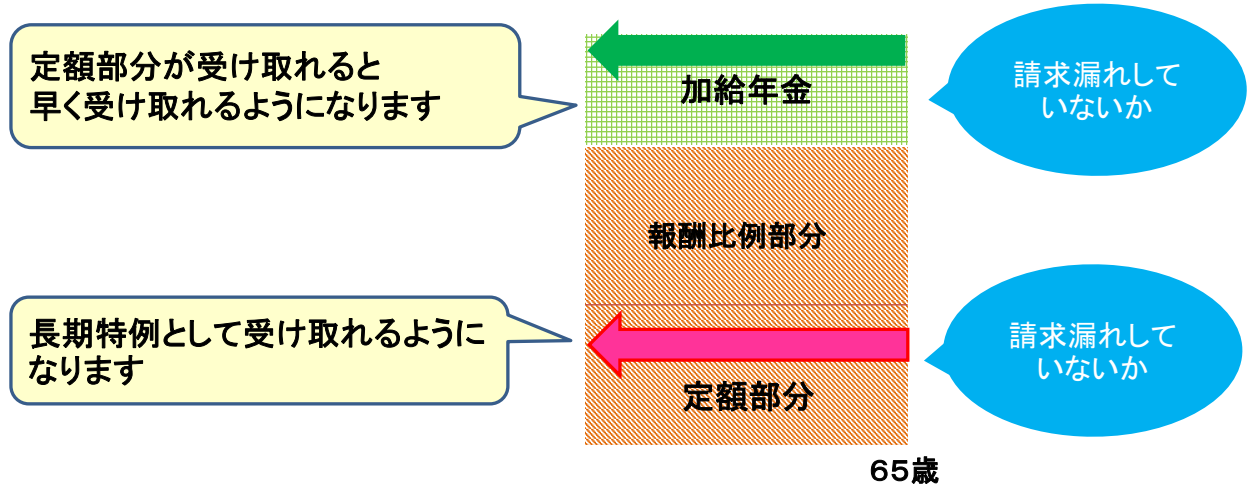 定額部分が受け取れると
早く受け取れるようになります
加給年金
請求漏れして
いないか
報酬比例部分
長期特例として受け取れるように
なります
定額部分
請求漏れして
いないか
６５歳